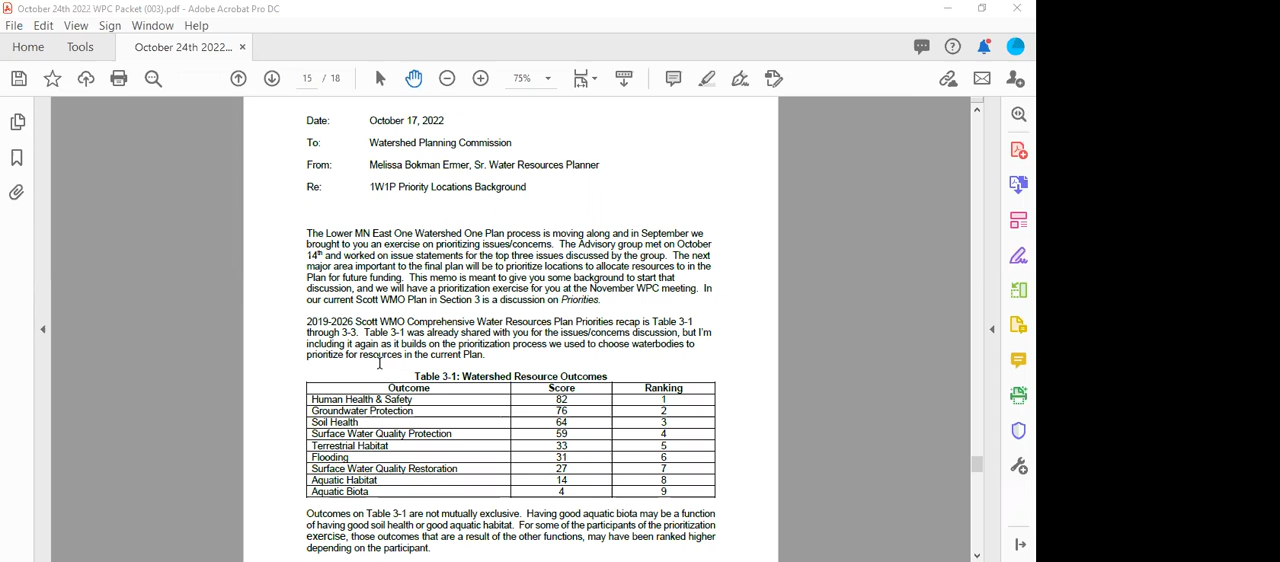 October 24th 2022 WPC Packet (003).pdf - Adobe Acrobat Pro DC
File Edit View Sign Window Help
Home Tools October 24th 2022... ×
15 / 18 75%
Date: October 17, 2022
To: Watershed Planning Commission
From: Melissa Bokman Ermer, Sr. Water Resources Planner
Re: 1W1P Priority Locations Background
The Lower MN East One Watershed One Plan process is moving along and in September we
brought to you an exercise on prioritizing issues/concerns. The Advisory group met on October
14th and worked on issue statements for the top three issues discussed by the group. The next
major area important to the final plan will be to prioritize locations to allocate resources to in the
Plan for future funding. This memo is meant to give you some background to start that
discussion, and we will have a prioritization exercise for you at the November WPC meeting. In
our current Scott WMO Plan in Section 3 is a discussion on Priorities.
2019-2026 Scott WMO Comprehensive Water Resources Plan Priorities recap is Table 3-1
through 3-3. Table 3-1 was already shared with you for the issues/concerns discussion, but I'm
including it again as it builds on the prioritization process we used to choose waterbodies to
prioritize for resources in the current Plan.
Table 3-1: Watershed Resource Outcomes
Outcome Score Ranking
Human Health & Safety 82 1
Groundwater Protection 76 2
Soil Health 64 3
Surface Water Quality Protection 59 4
Terrestrial Habitat 33 5
Flooding 31 6
Surface Water Quality Restoration 27 7
Aquatic Habitat 14 8
Aquatic Biota 4 9
Outcomes on Table 3-1 are not mutually exclusive. Having good aquatic biota may be a function
of having good soil health or good aquatic habitat. For some of the participants of the prioritization
exercise, those outcomes that are a result of the other functions, may have been ranked higher
depending on the participant.